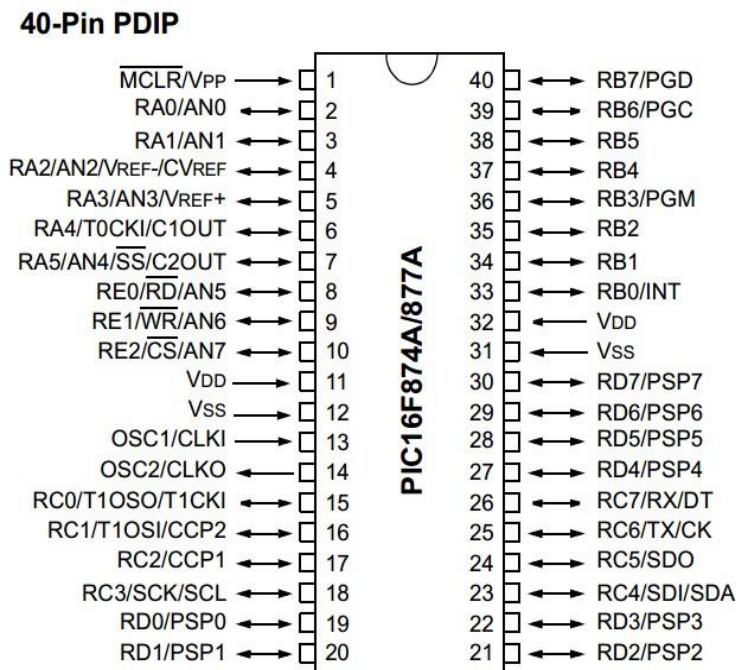 40-Pin PDIP
MCLR/VPP 1 40 RB7/PGD
RA0/AN0 2 39 RB6/PGC
RA1/AN1 3 38 RB5
RA2/AN2/VREF-/CVREF 4 37 RB4
RA3/AN3/VREF+ 5 36 RB3/PGM
RA4/T0CKI/C1OUT 6 35 RB2
RA5/AN4/SS/C2OUT 7 34 RB1
RE0/RD/AN5 8 33 RB0/INT
RE1/WR/AN6 9 32 VDD
RE2/CS/AN7 10 31 VSS
VDD 11 30 RD7/PSP7
VSS 12 29 RD6/PSP6
OSC1/CLKI 13 28 RD5/PSP5
OSC2/CLKO 14 27 RD4/PSP4
RC0/T1OSO/T1CKI 15 26 RC7/RX/DT
RC1/T1OSI/CCP2 16 25 RC6/TX/CK
RC2/CCP1 17 24 RC5/SDO
RC3/SCK/SCL 18 23 RC4/SDI/SDA
RD0/PSP0 19 22 RD3/PSP3
RD1/PSP1 20 21 RD2/PSP2
PIC16F874A/877A